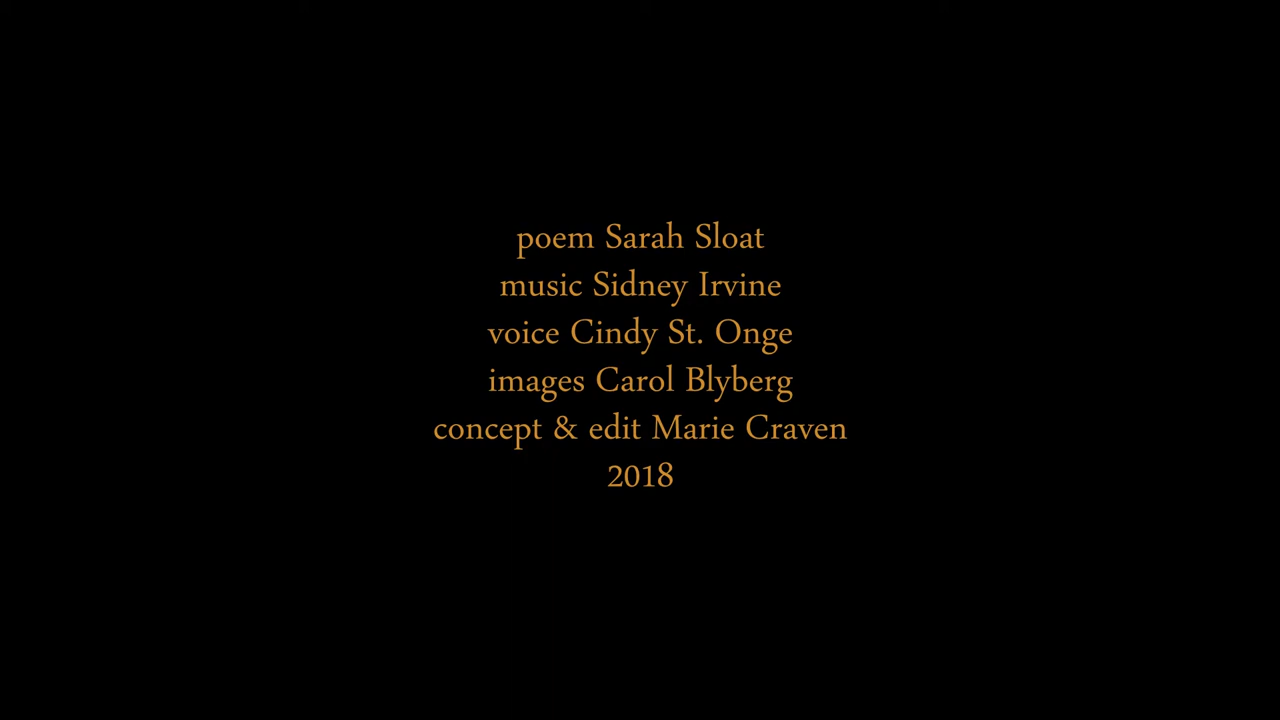 poem Sarah Sloat
music Sidney Irvine
voice Cindy St. Onge
images Carol Blyberg
concept & edit Marie Craven
2018